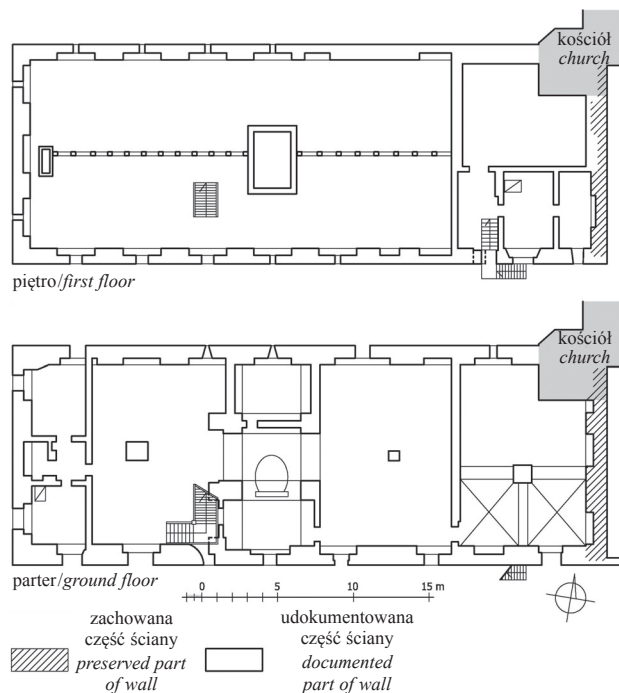 kościół
church
piętro/first floor
kościół
church
parter/ground floor
0 5 10 15 m
zachowana
część ściany
preserved part
of wall
udokumentowana
część ściany
documented
part of wall